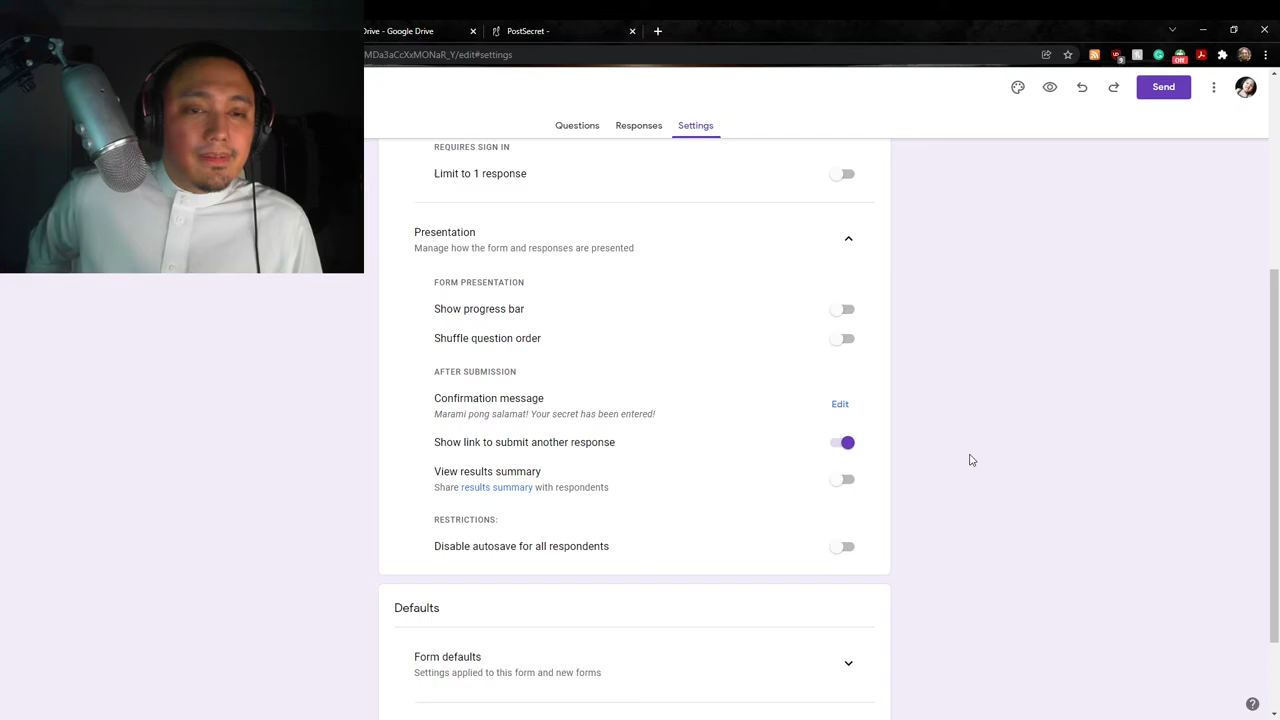 Drive - Google Drive
PostSecret -
MDa3aCcXxMONaR_Y/edit#settings
Off
Send
Questions
Responses
Settings
REQUIRES SIGN IN
Limit to 1 response
Presentation
Manage how the form and responses are presented
FORM PRESENTATION
Show progress bar
Shuffle question order
AFTER SUBMISSION
Confirmation message
Edit
Marami pong salamat! Your secret has been entered!
Show link to submit another response
View results summary
Share results summary with respondents
RESTRICTIONS:
Disable autosave for all respondents
Defaults
Form defaults
Settings applied to this form and new forms